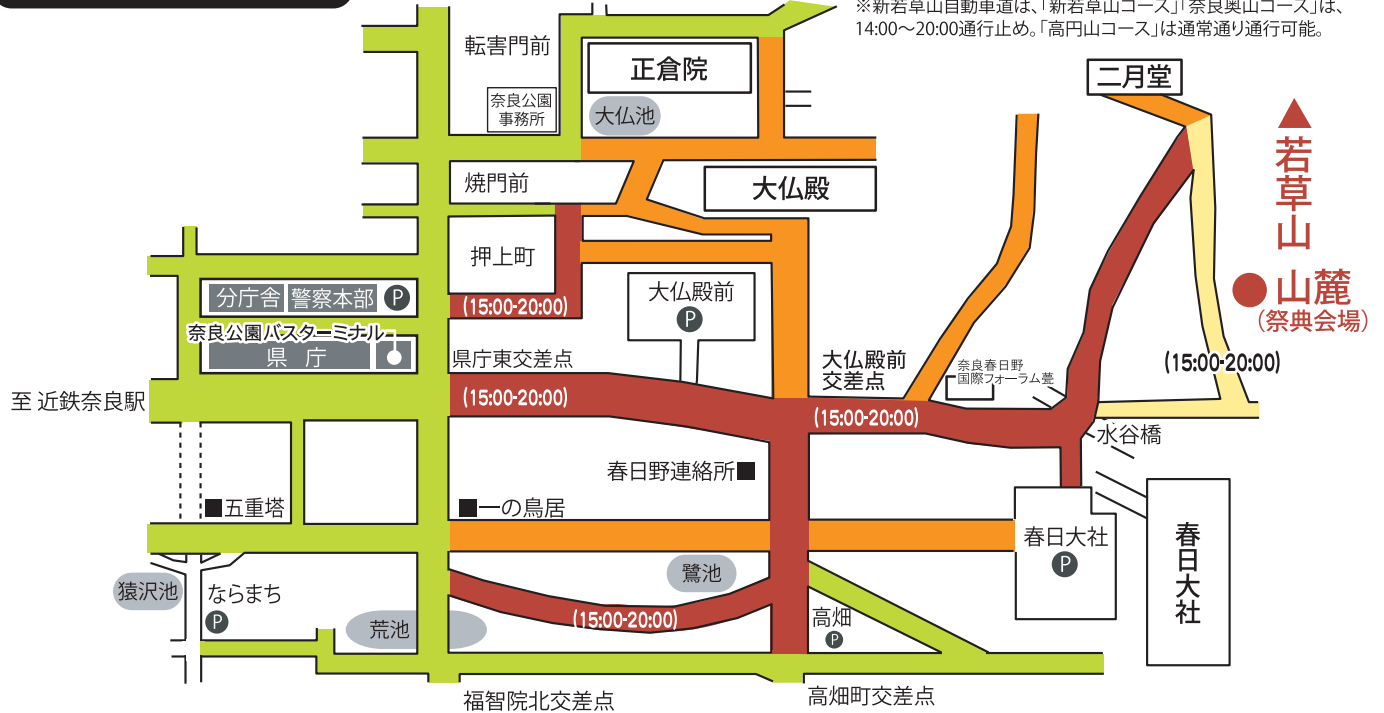 ※新若草山自動車道は、「新若草山コース」「奈良奥山コース」は、
14:00～20:00通行止め。「高円山コース」は通常通り通行可能。
転害門前
正倉院
二月堂
奈良公園
事務所
大仏池
▲若草山
焼門前
大仏殿
押上町
分庁舎
警察本部
P
(15:00-20:00)
大仏殿前
P
●山麓
(祭典会場)
奈良公園バスターミナル
県 庁
県庁東交差点
大仏殿前
交差点
奈良春日野
国際フォーラム甍
(15:00-20:00)
至 近鉄奈良駅
(15:00-20:00)
(15:00-20:00)
水谷橋
春日野連絡所■
■五重塔
■一の鳥居
春日大社
P
春日大社
猿沢池
ならまち
P
鷺池
荒池
(15:00-20:00)
高畑
P
福智院北交差点
高畑町交差点